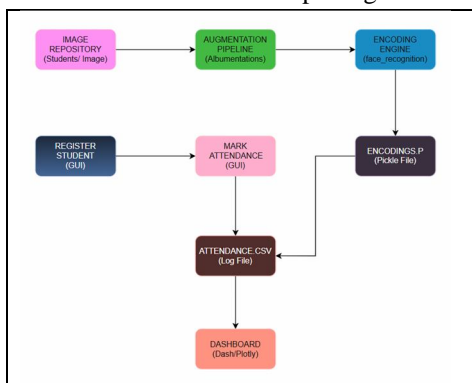 IMAGE
REPOSITORY
(Students/ Image)
AUGMENTATION
PIPELINE
(Albumentations)
ENCODING
ENGINE
(face_recognition)
REGISTER
STUDENT
(GUI)
MARK
ATTENDANCE
(GUI)
ENCODINGS.P
(Pickle File)
ATTENDANCE.CSV
(Log File)
DASHBOARD
(Dash/Plotly)